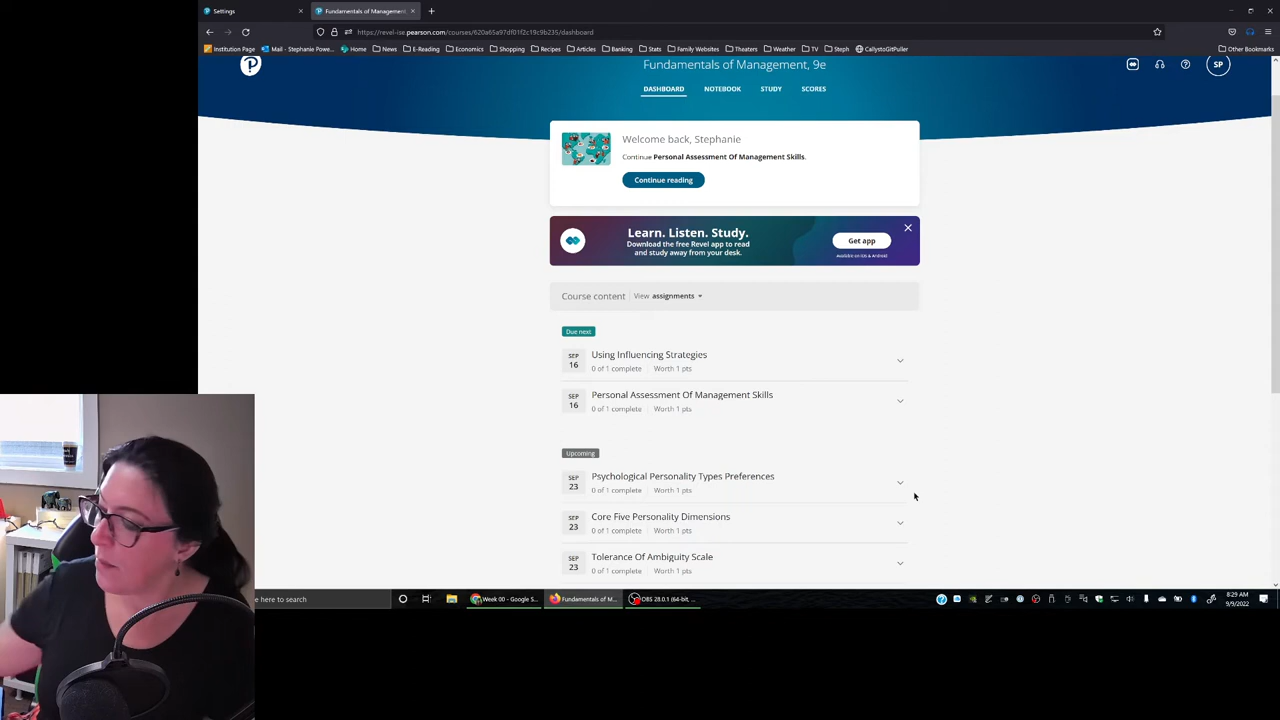 Settings
Fundamentals of Management
https://revel-ise.pearson.com/courses/620a65a97df01f2c19c9b235/dashboard
Institution Page
Mail - Stephanie Powe...
Home
News
E-Reading
Economics
Shopping
Recipes
Articles
Banking
Stats
Family Websites
Theaters
Weather
TV
Steph
CallystoGitPuller
Other Bookmarks
Fundamentals of Management, 9e
SP
DASHBOARD
NOTEBOOK
STUDY
SCORES
Welcome back, Stephanie
Continue Personal Assessment Of Management Skills.
Continue reading
Learn. Listen. Study.
Download the free Revel app to read
and study away from your desk.
Get app
Available on iOS & Android
Course content
View assignments
Due next
SEP
16
Using Influencing Strategies
0 of 1 complete
Worth 1 pts
SEP
16
Personal Assessment Of Management Skills
0 of 1 complete
Worth 1 pts
Upcoming
SEP
23
Psychological Personality Types Preferences
0 of 1 complete
Worth 1 pts
SEP
23
Core Five Personality Dimensions
0 of 1 complete
Worth 1 pts
SEP
23
Tolerance Of Ambiguity Scale
0 of 1 complete
Worth 1 pts
here to search
Week 00 - Google S...
Fundamentals of M...
OBS 28.0.1 (64-bit, ...
8:29 AM
9/9/2022